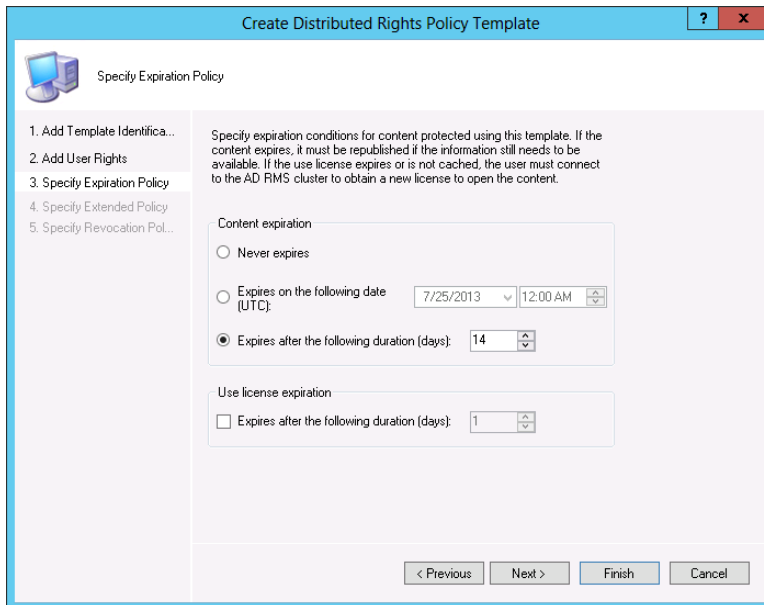 Create Distributed Rights Policy Template
? x
Specify Expiration Policy
1. Add Template Identifica...
2. Add User Rights
3. Specify Expiration Policy
4. Specify Extended Policy
5. Specify Revocation Pol...
Specify expiration conditions for content protected using this template. If the
content expires, it must be republished if the information still needs to be
available. If the use license expires or is not cached, the user must connect
to the AD RMS cluster to obtain a new license to open the content.
Content expiration
Never expires
Expires on the following date
(UTC):
7/25/2013 12:00 AM
Expires after the following duration (days): 14
Use license expiration
Expires after the following duration (days): 1
< Previous Next > Finish Cancel